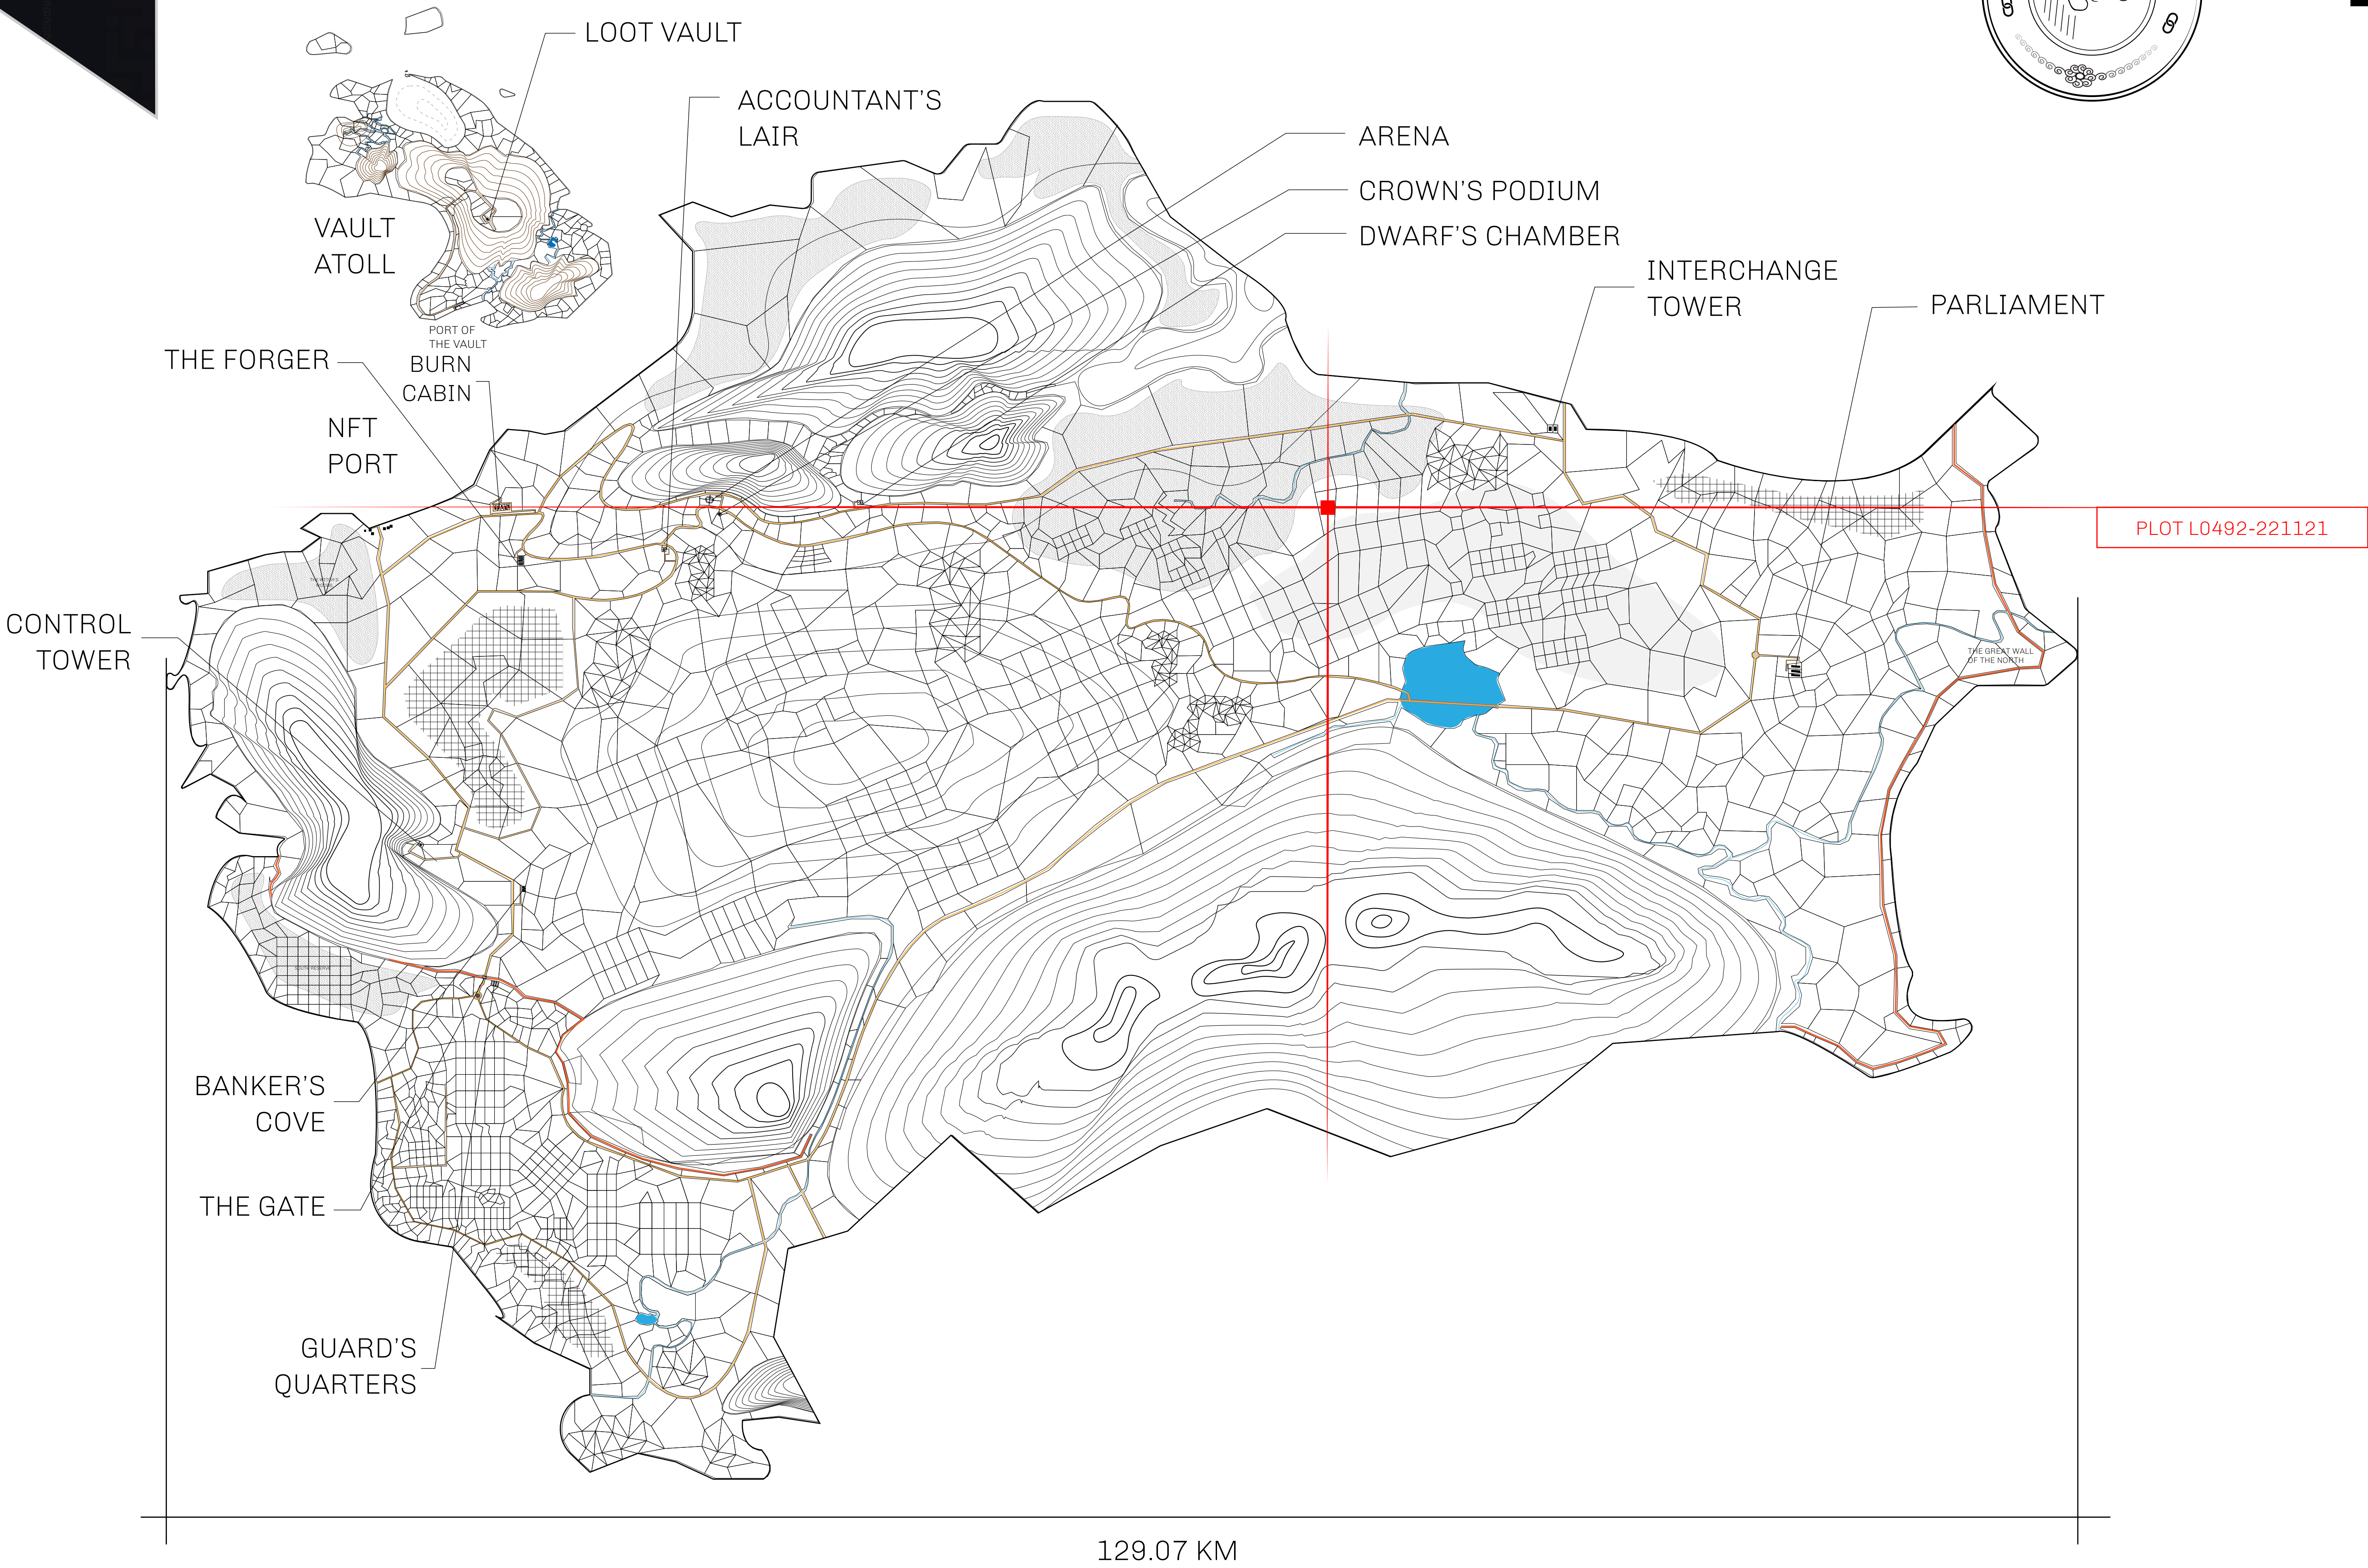 LOOT VAULT
ACCOUNTANT'S
LAIR
ARENA
CROWN'S PODIUM
DWARF'S CHAMBER
VAULT
ATOLL
INTERCHANGE
TOWER
PARLIAMENT
PORT OF
THE VAULT
THE FORGER
BURN
CABIN
NFT
PORT
PLOT L0492-221121
CONTROL
TOWER
THE GREAT WALL
OF THE NORTH
SOUTH RESERVE
BANKER'S
COVE
THE GATE
GUARD'S
QUARTERS
129.07 KM